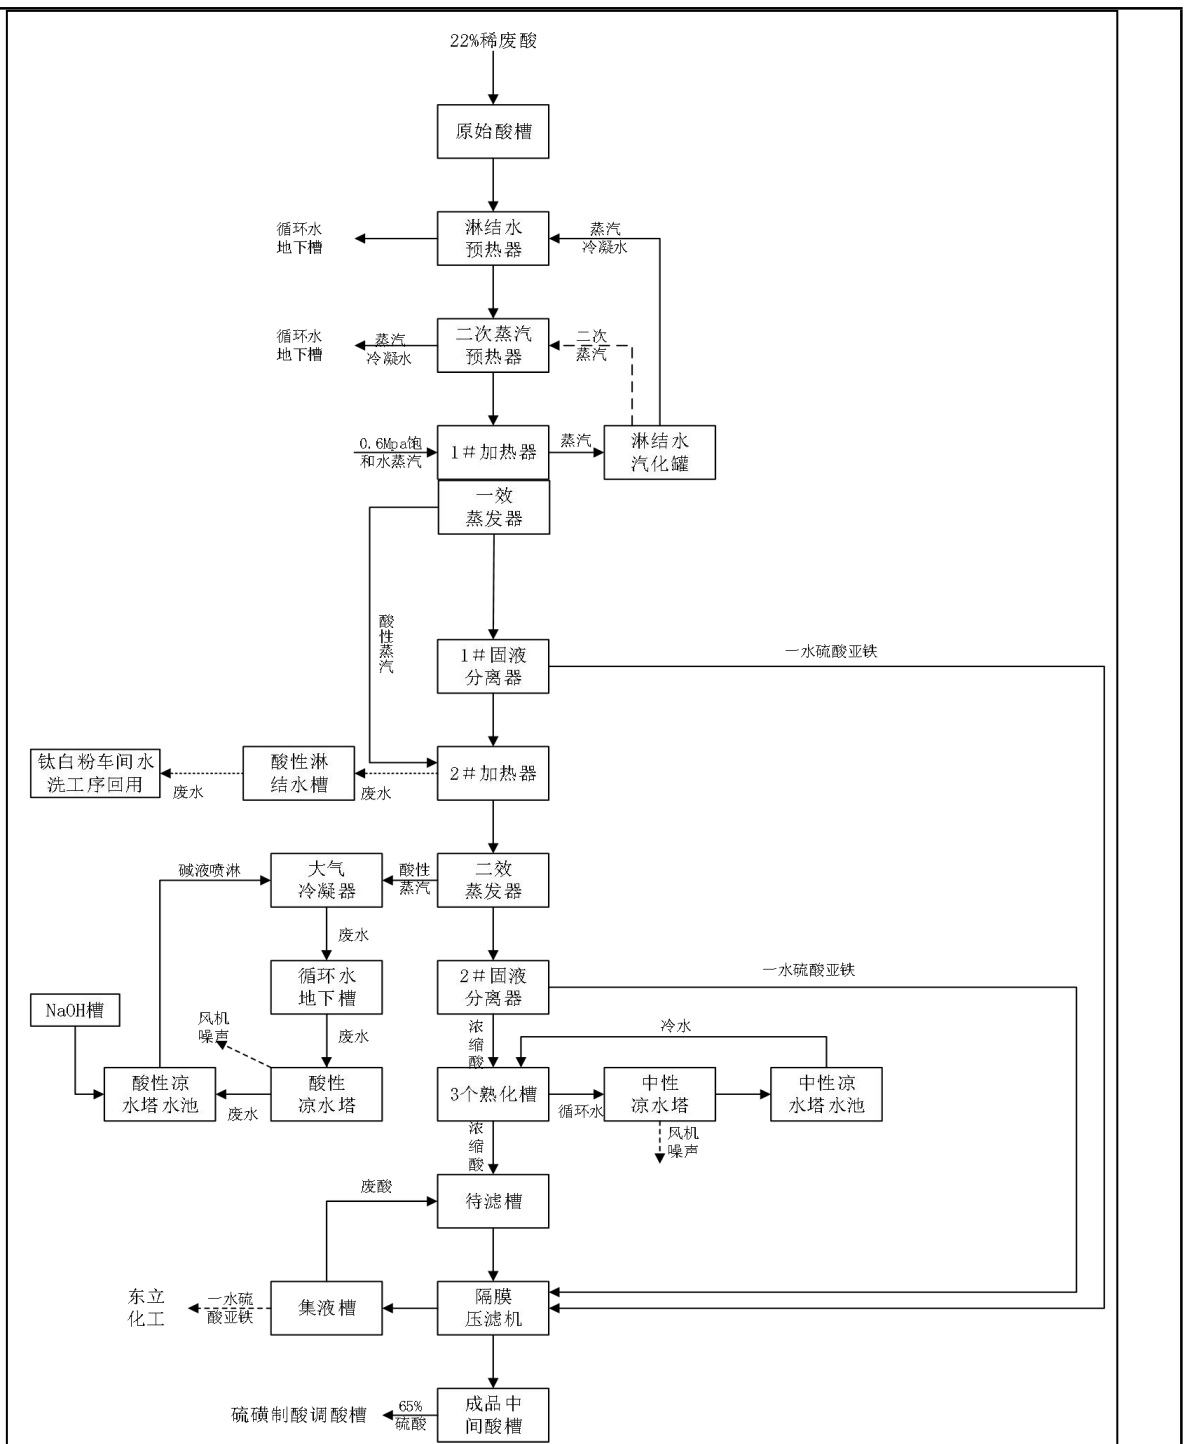 22%稀废酸
原始酸槽
循环水
地下槽
淋结水
预热器
蒸汽
冷凝水
循环水
地下槽
蒸汽
冷凝水
二次蒸汽
预热器
二次
蒸汽
0.6Mpa饱
和水蒸汽
1#加热器
蒸汽
淋结水
汽化罐
一效
蒸发器
酸性蒸汽
1#固液
分离器
一水硫酸亚铁
钛白粉车间水
洗工序回用
废水
酸性淋
结水槽
废水
2#加热器
碱液喷淋
大气
冷凝器
酸性
蒸汽
二效
蒸发器
废水
循环水
地下槽
2#固液
分离器
一水硫酸亚铁
NaOH槽
风机
噪声
废水
浓缩酸
冷水
酸性凉
水塔水池
废水
酸性
凉水塔
3个熟化槽
循环水
中性
凉水塔
中性凉
水塔水池
浓缩酸
风机
噪声
废酸
待滤槽
东立
化工
一水硫
酸亚铁
集液槽
隔膜
压滤机
硫磺制酸调酸槽
65%
硫酸
成品中
间酸槽